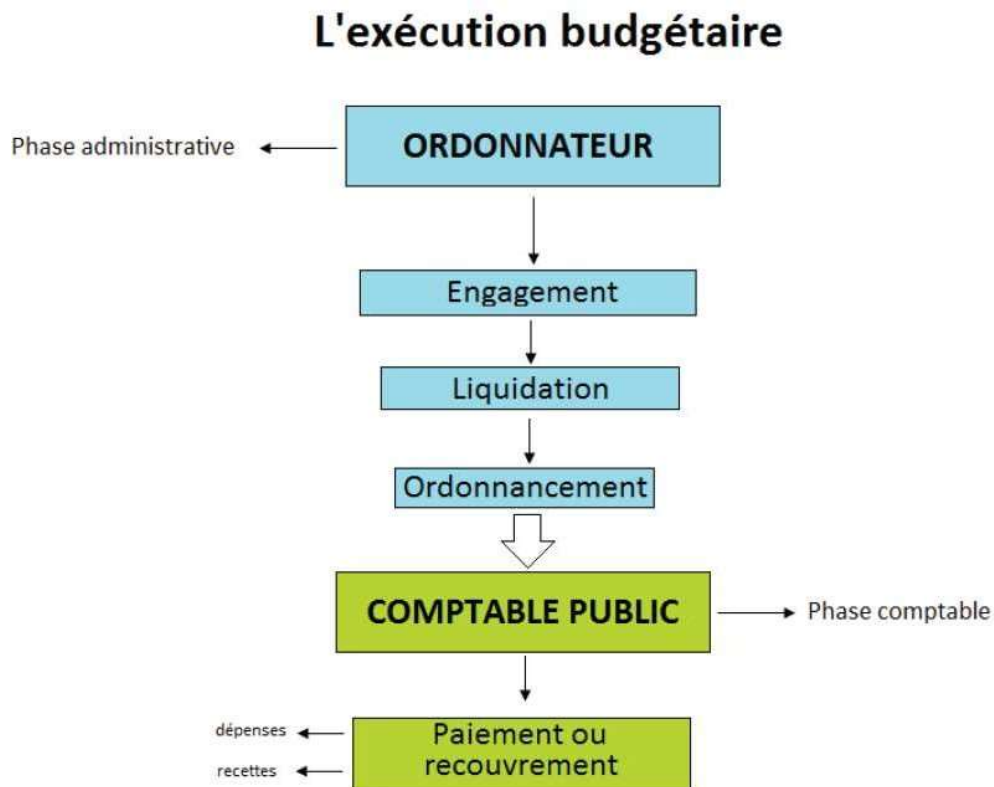 L'exécution budgétaire
ORDONNATEUR
Phase administrative
Engagement
Liquidation
Ordonnancement
COMPTABLE PUBLIC
Phase comptable
dépenses
recettes
Paiement ou
recouvrement